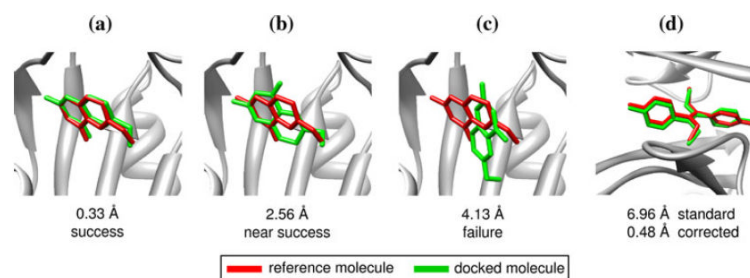 (a)
(b)
(c)
(d)
0.33 Å
success
2.56 Å
near success
4.13 Å
failure
6.96 Å standard
0.48 Å corrected
reference molecule
docked molecule